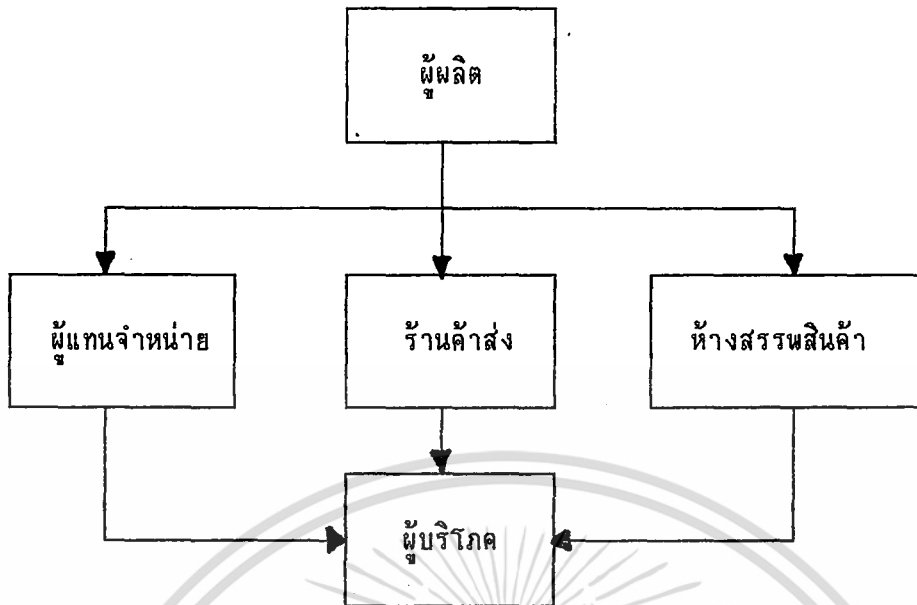 ผู้ผลิต
ผู้แทนจำหน่าย
ร้านค้าส่ง
ห้างสรรพสินค้า
ผู้บริโภค